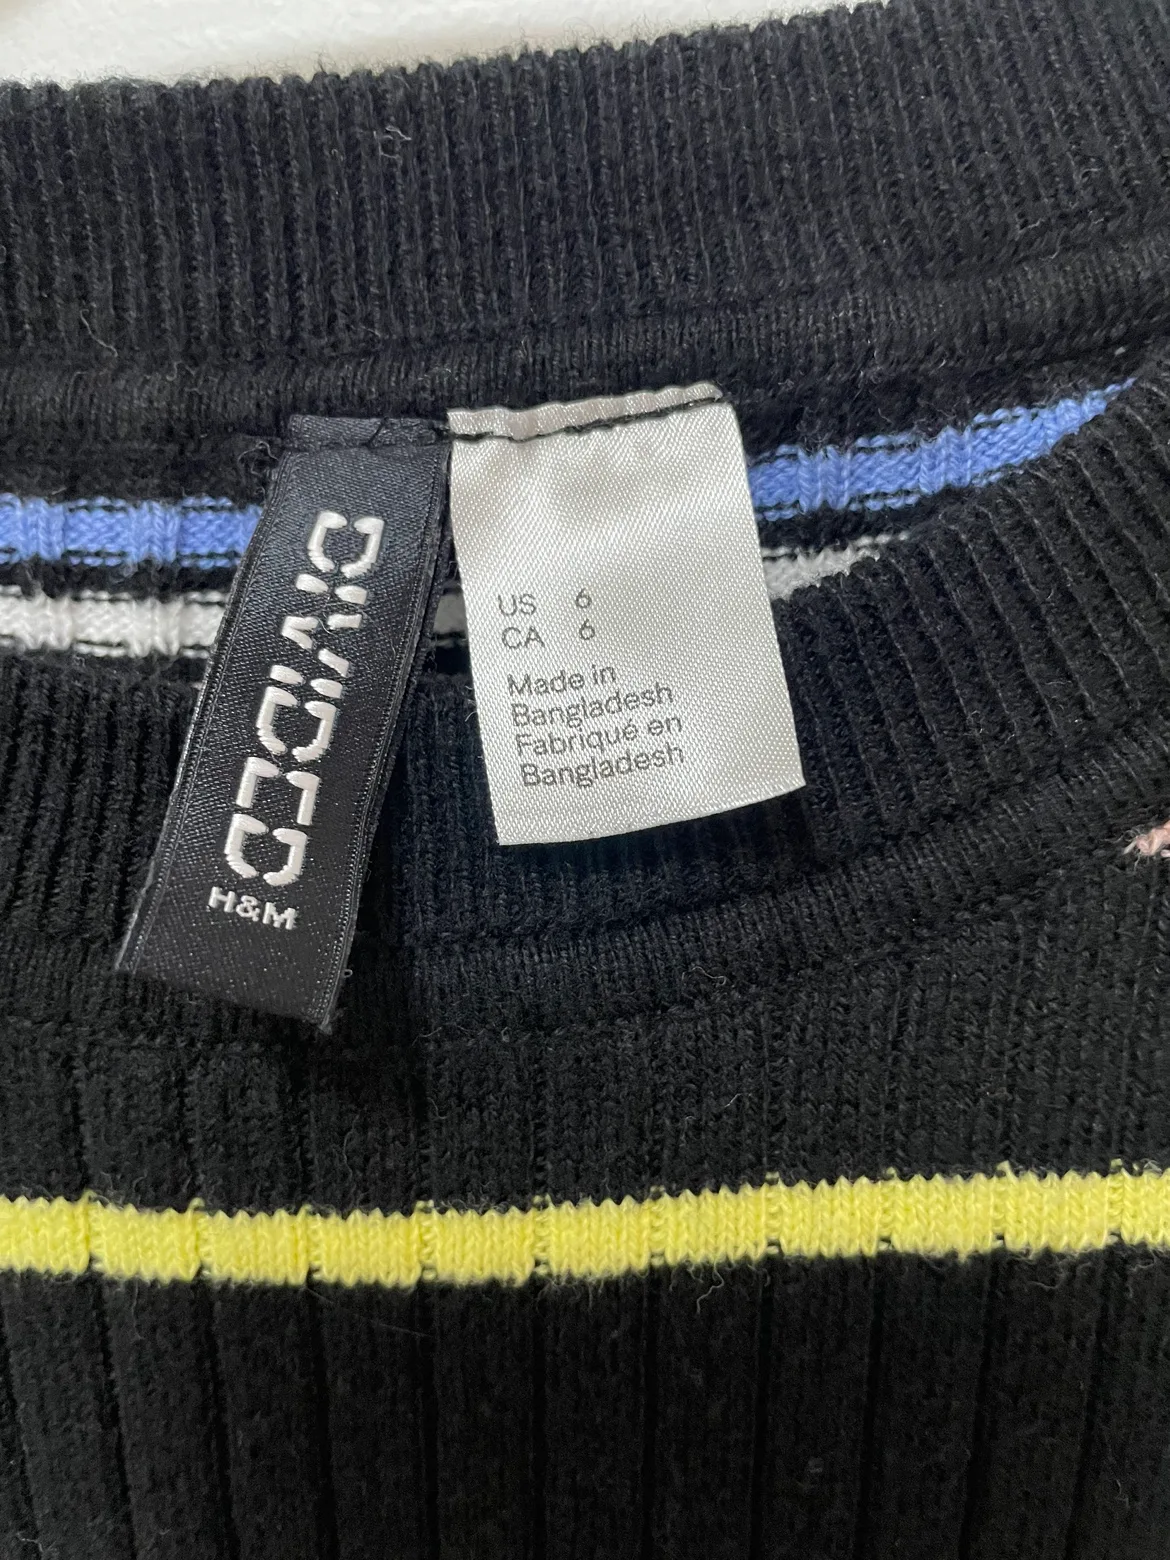 DIVIDED
H&M
US 6
CA 6
Made in
Bangladesh
Fabriqué en
Bangladesh